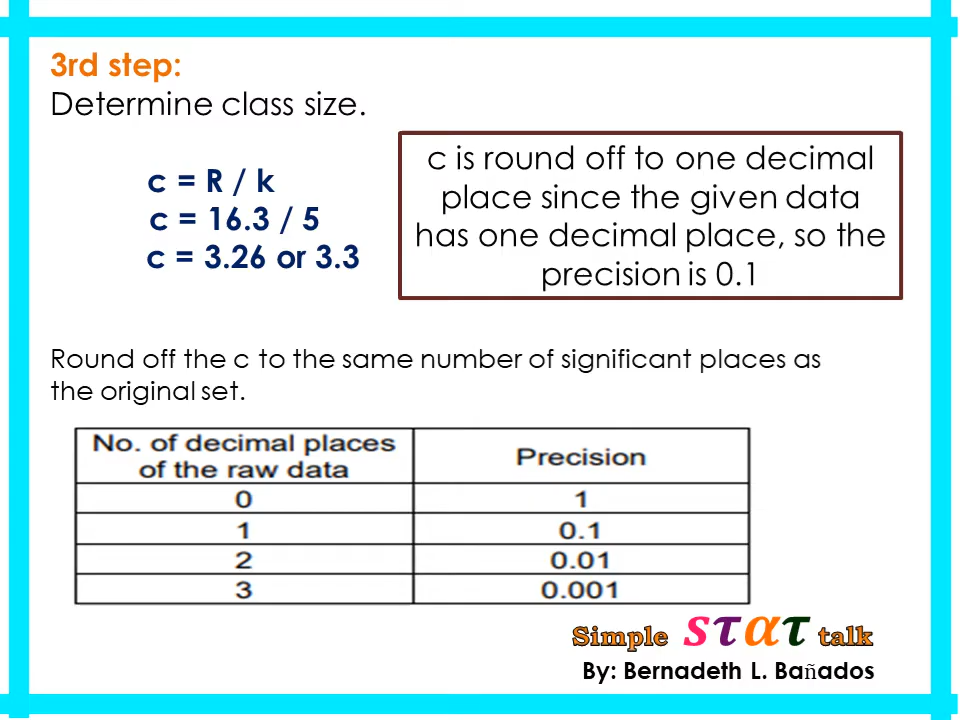 3rd step:
Determine class size.
c = R / k
c = 16.3 / 5
c = 3.26 or 3.3
c is round off to one decimal
place since the given data
has one decimal place, so the
precision is 0.1
Round off the c to the same number of significant places as
the original set.
No. of decimal places
of the raw data
Precision
0 1
1 0.1
2 0.01
3 0.001
Simple sτατ talk
By: Bernadeth L. Bañados